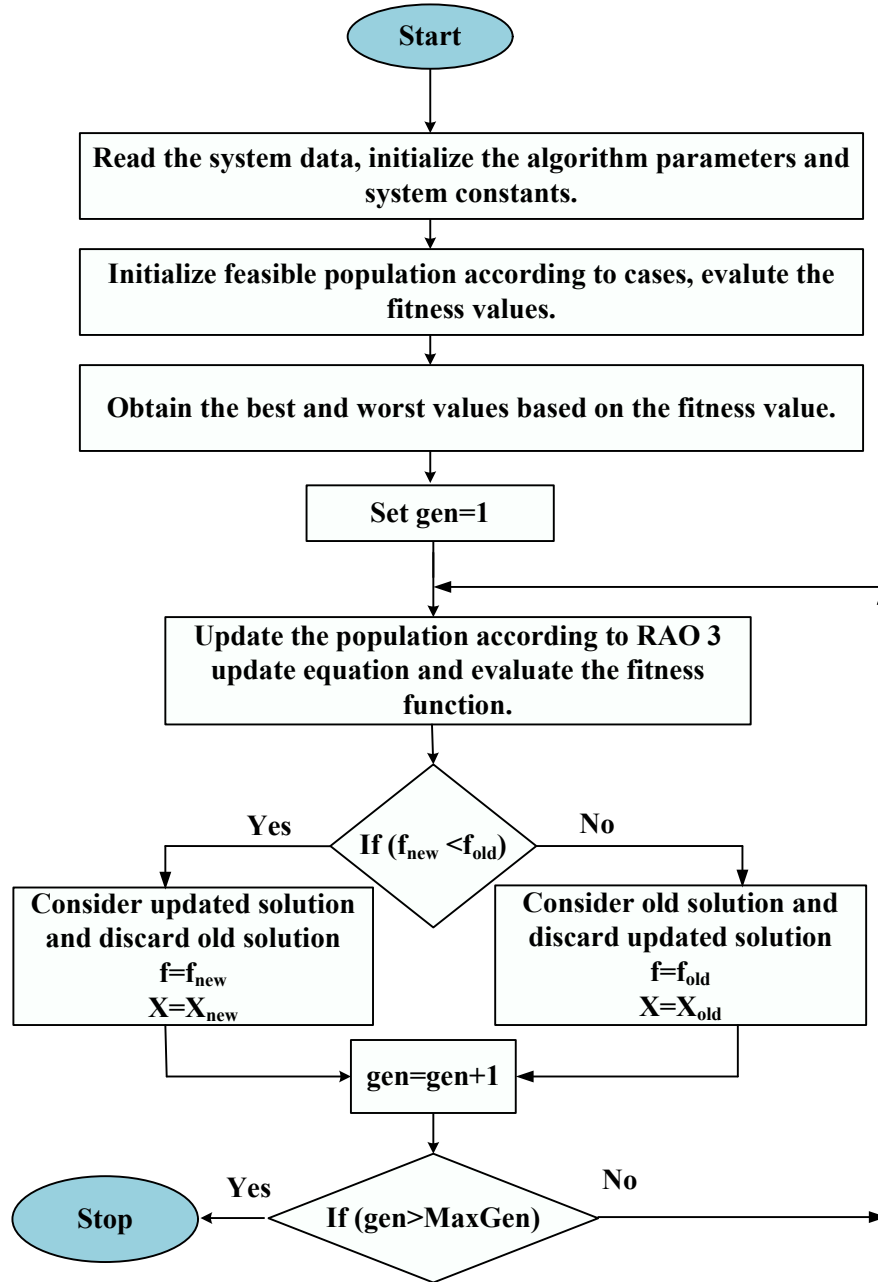 Start
Read the system data, initialize the algorithm parameters and
system constants.
Initialize feasible population according to cases, evalute the
fitness values.
Obtain the best and worst values based on the fitness value.
Set gen=1
Update the population according to RAO 3
update equation and evaluate the fitness
function.
If (fnew <fold)
Yes
No
Consider updated solution
and discard old solution
f=fnew
X=Xnew
Consider old solution and
discard updated solution
f=fold
X=Xold
gen=gen+1
If (gen>MaxGen)
Yes
No
Stop